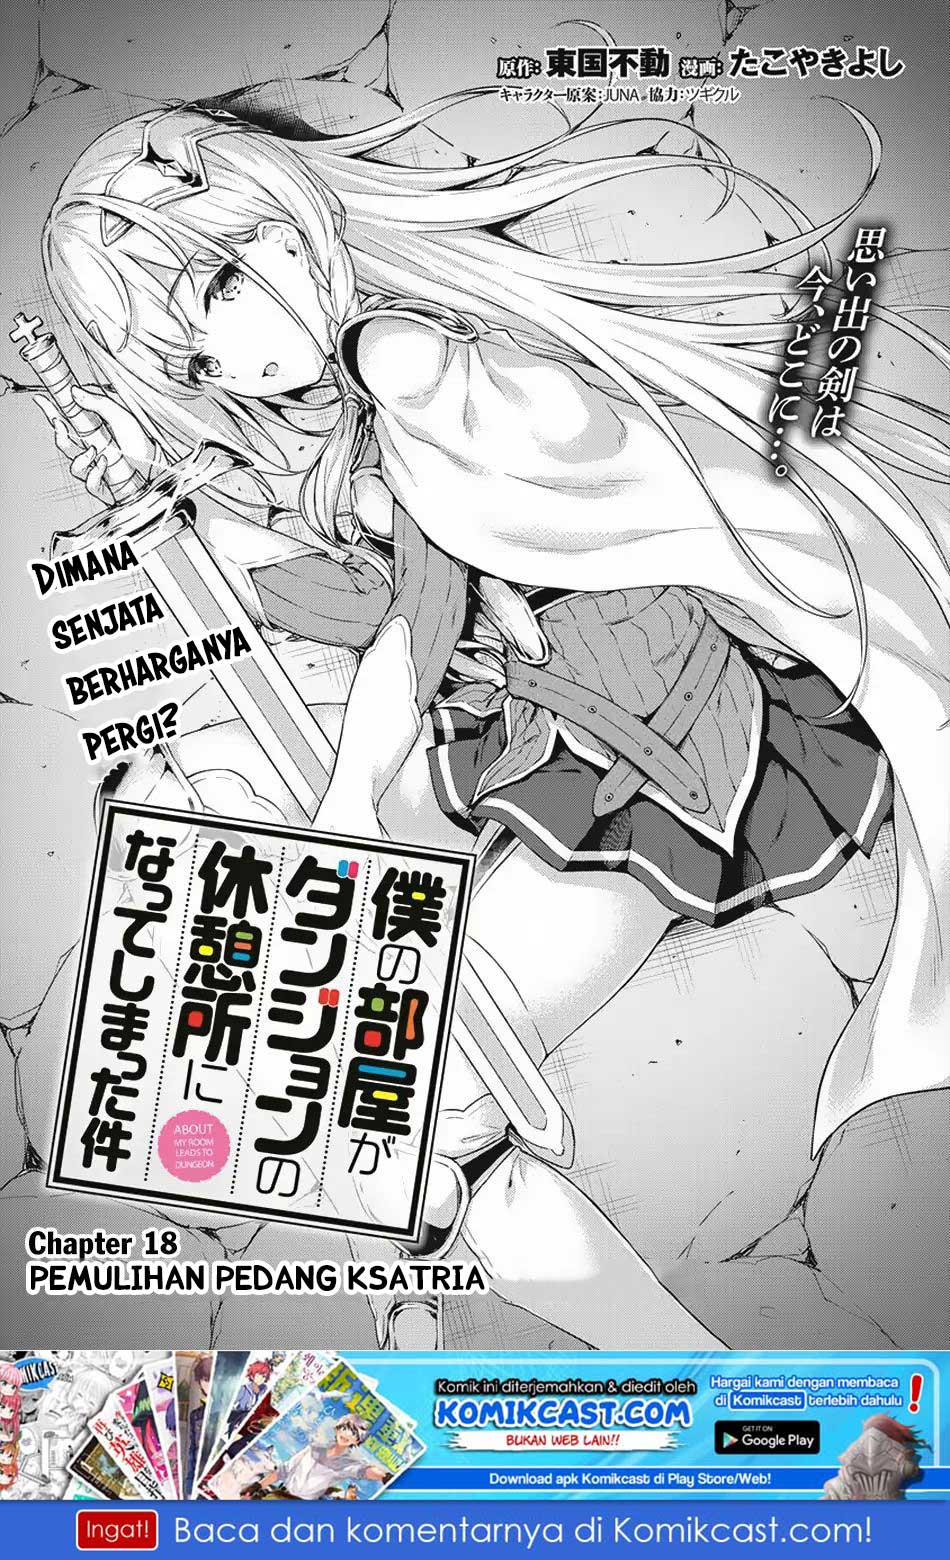 原作:東国不動 漫画:たこやきよし
キャラクター原案:JUNA 協力:ツギクル
思い出の剣は
今、どこに…。
DIMANA
SENJATA
BERHARGANYA
PERGI?
僕の部屋が
ダンジョンの
休憩所に
なってしまった件
ABOUT
MY ROOM
LEADS TO
DUNGEON
Chapter 18
PEMULIHAN PEDANG KSATRIA
Komik ini diterjemahkan & diedit oleh
KOMIKCAST.COM
BUKAN WEB LAIN!!
Hargai kami dengan membaca
di Komikcast terlebih dahulu !
GET IT ON
Google Play
Download apk Komikcast di Play Store/Web!
Ingat! Baca dan komentarnya di Komikcast.com!